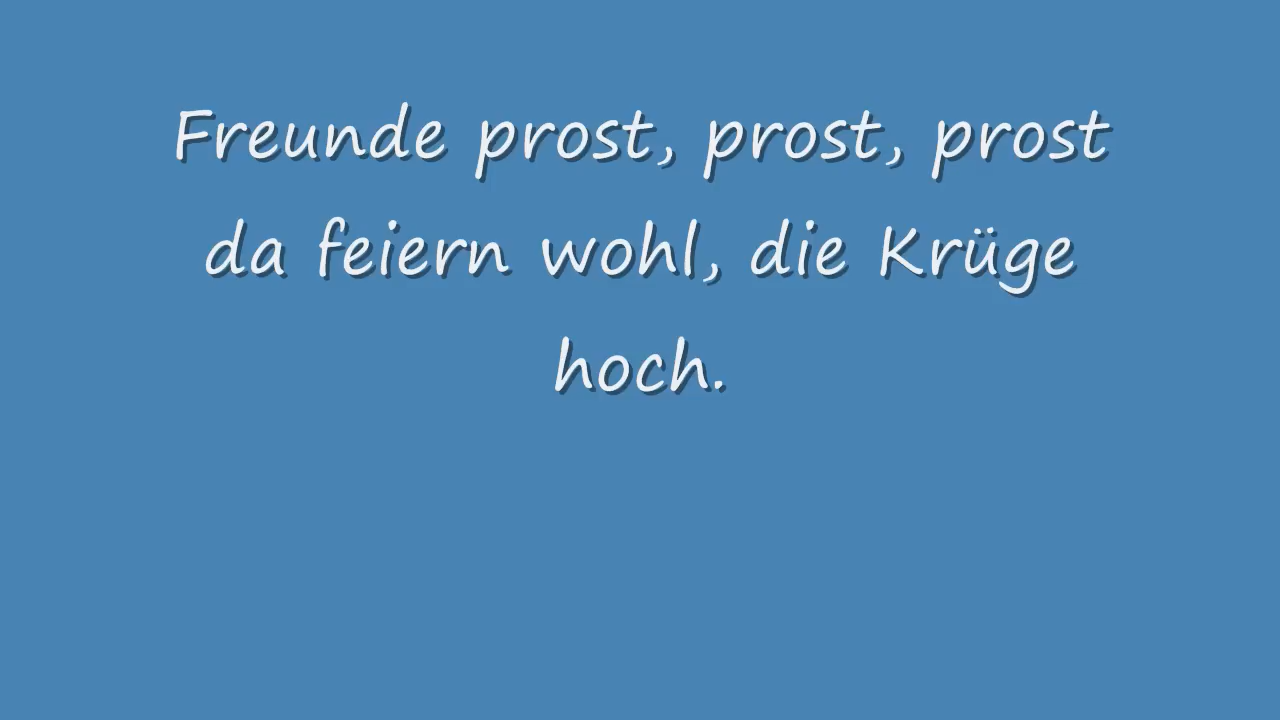 Freunde prost, prost, prost
da feiern wohl, die Krüge
hoch.